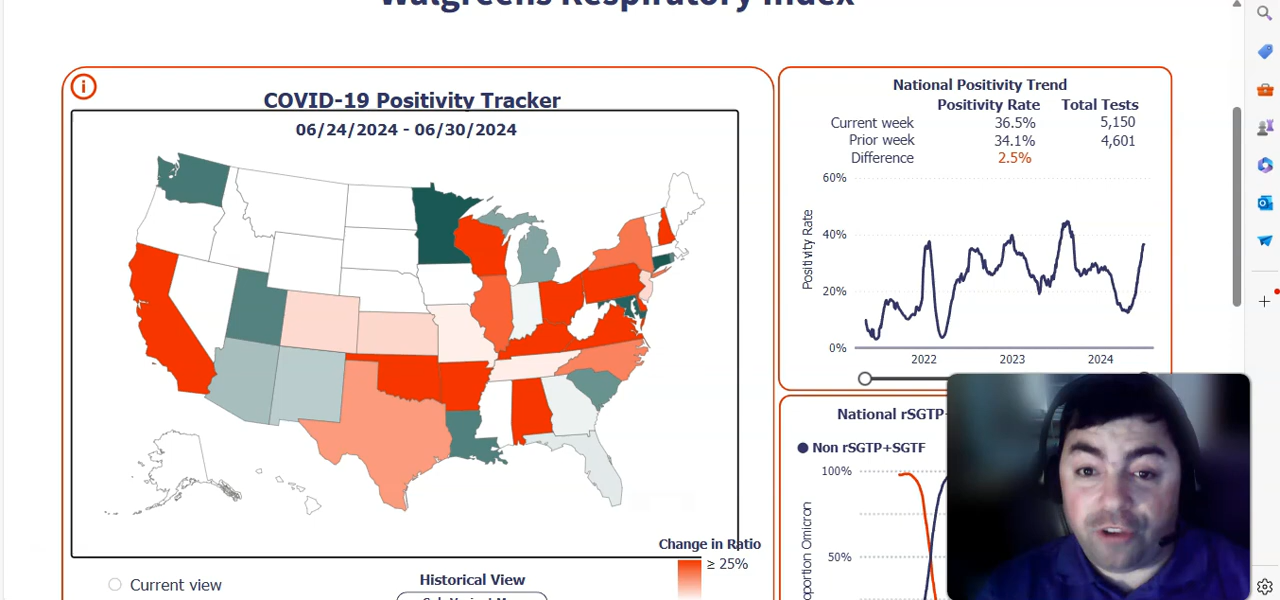 Walgreens Respiratory Index
COVID-19 Positivity Tracker
06/24/2024 - 06/30/2024
Change in Ratio
≥ 25%
Current view
Historical View
National Positivity Trend
Positivity Rate Total Tests
Current week 36.5% 5,150
Prior week 34.1% 4,601
Difference 2.5%
60%
40%
20%
0%
Positivity Rate
2022 2023 2024
National rSGTP-
Non rSGTP+SGTF
100%
50%
oportion Omicron